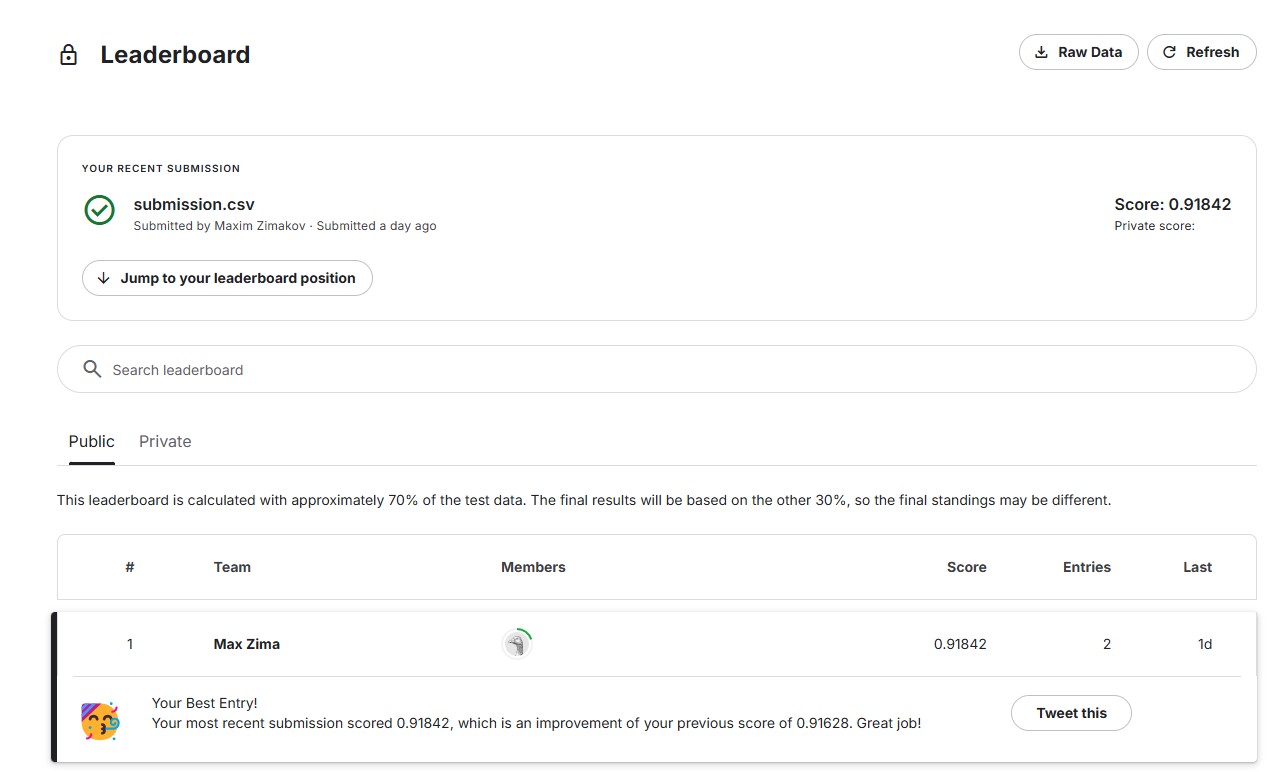 Leaderboard
Raw Data
Refresh
YOUR RECENT SUBMISSION
submission.csv
Score: 0.91842
Submitted by Maxim Zimakov · Submitted a day ago
Private score:
Jump to your leaderboard position
Search leaderboard
Public
Private
This leaderboard is calculated with approximately 70% of the test data. The final results will be based on the other 30%, so the final standings may be different.
# Team Members Score Entries Last
1 Max Zima 0.91842 2 1d
Your Best Entry!
Your most recent submission scored 0.91842, which is an improvement of your previous score of 0.91628. Great job!
Tweet this